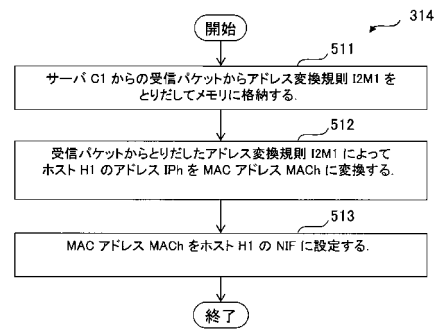 314
開始
511
サーバ C1 からの受信パケットからアドレス変換規則 I2M1 を
とりだしてメモリに格納する.
512
受信パケットからとりだしたアドレス変換規則 I2M1 によって
ホスト H1 のアドレス IPh を MAC アドレス MACh に変換する.
513
MAC アドレス MACh をホスト H1 の NIF に設定する.
終了